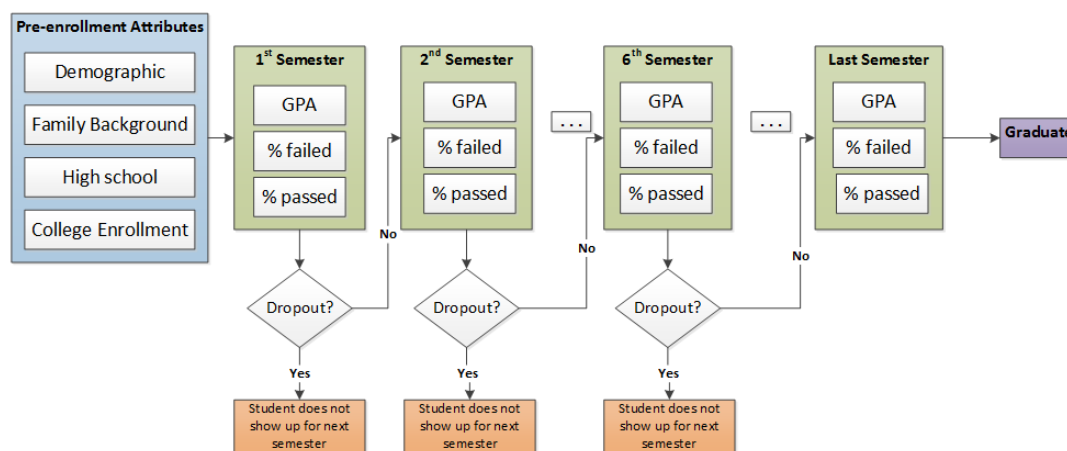 Pre-enrollment Attributes
Demographic
Family Background
High school
College Enrollment
1st Semester
GPA
% failed
% passed
Dropout?
No
Yes
Student does not
show up for next
semester
2nd Semester
GPA
% failed
% passed
Dropout?
No
Yes
Student does not
show up for next
semester
...
6th Semester
GPA
% failed
% passed
Dropout?
No
Yes
Student does not
show up for next
semester
...
Last Semester
GPA
% failed
% passed
Graduate